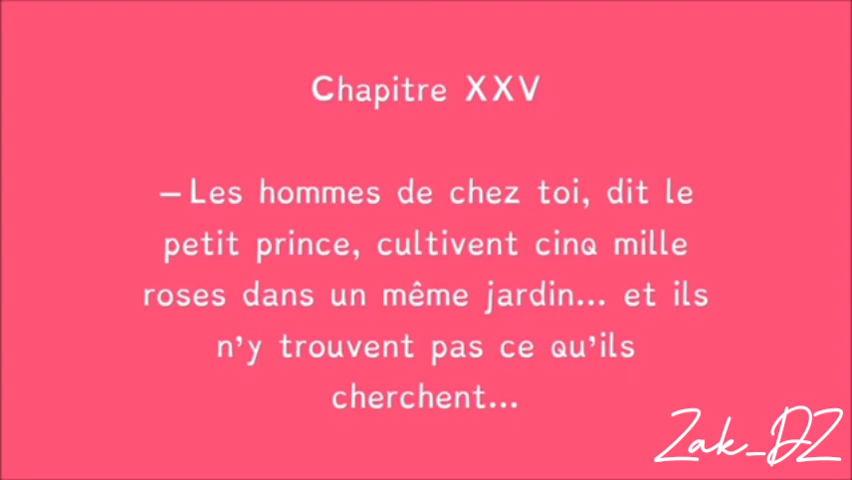 Chapitre XXV
– Les hommes de chez toi, dit le
petit prince, cultivent cinq mille
roses dans un même jardin... et ils
n'y trouvent pas ce qu'ils
cherchent...
Zak_DZ